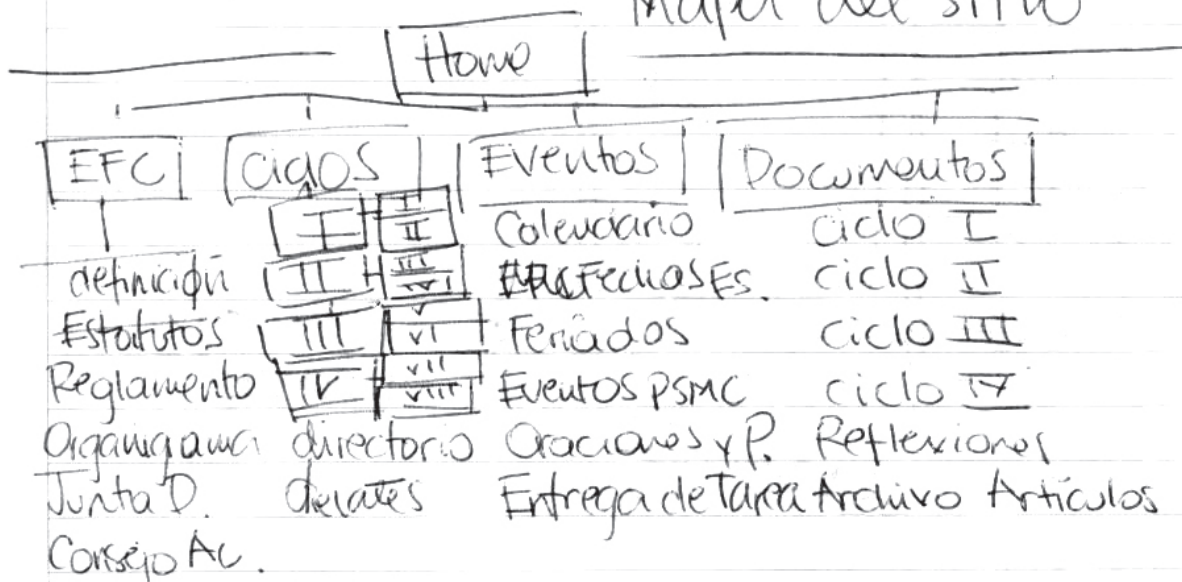 Mapa del sitio
Home
EFC Ciclos Eventos Documentos
I I II Calendario ciclo I
definición II III IV Fechas Es. ciclo II
Estatutos III V VI Feriados ciclo III
Reglamento IV VII VIII Eventos PSMC ciclo IV
Organigama directorio Oraciones y P. Reflexiones
Junta D. Entrega de Tarea Archivo Artículos
Consejo Ac.